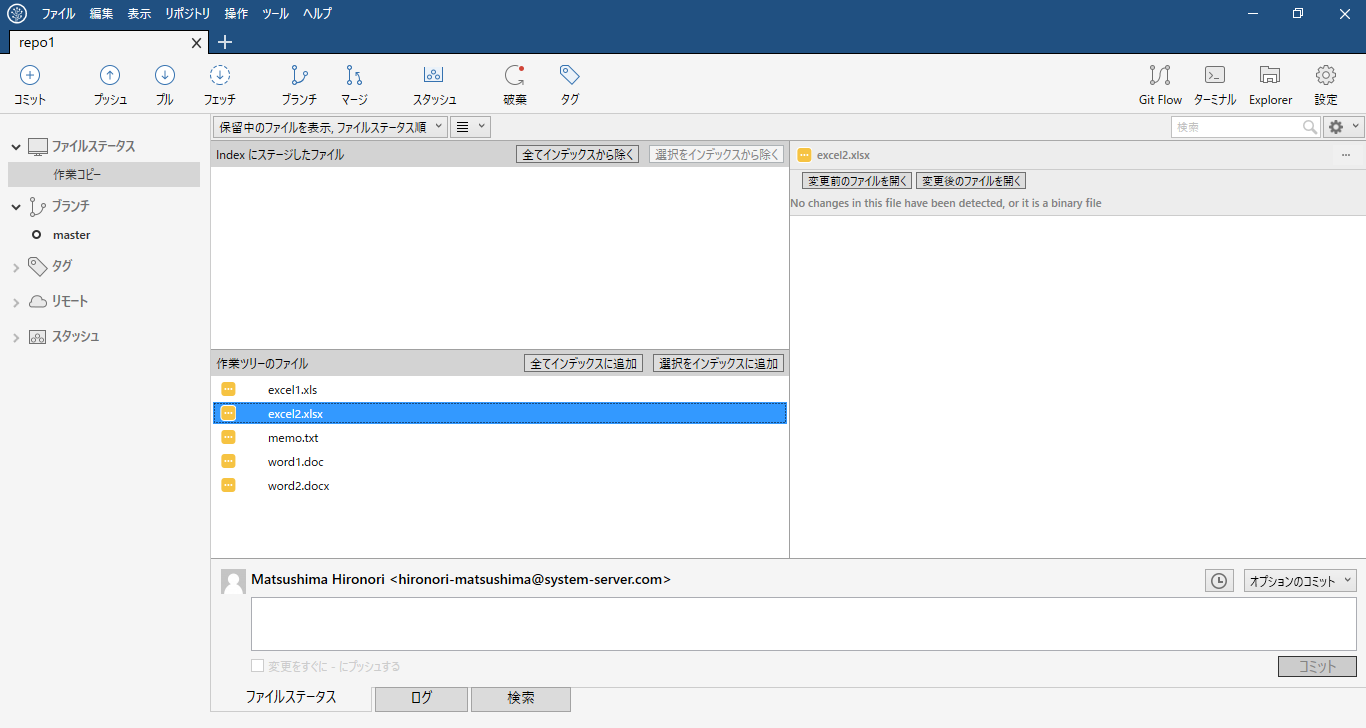 ファイル 編集 表示 リポジトリ 操作 ツール ヘルプ
repo1
コミット プッシュ プル フェッチ ブランチ マージ スタッシュ 破棄 タグ Git Flow ターミナル Explorer 設定
保留中のファイルを表示, ファイルステータス順 検索
ファイルステータス
作業コピー
ブランチ
master
タグ
リモート
スタッシュ
Index にステージしたファイル 全てインデックスから除く 選択をインデックスから除く
作業ツリーのファイル 全てインデックスに追加 選択をインデックスに追加
excel1.xls
excel2.xlsx
memo.txt
word1.doc
word2.docx
excel2.xlsx
変更前のファイルを開く 変更後のファイルを開く
No changes in this file have been detected, or it is a binary file
Matsushima Hironori <hironori-matsushima@system-server.com>
オプションのコミット
変更をすぐに - にプッシュする
コミット
ファイルステータス ログ 検索